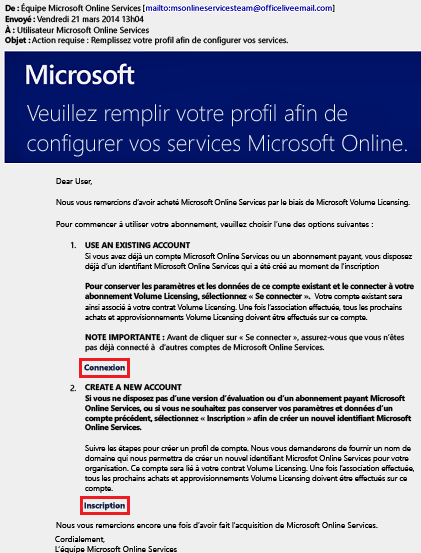 De : Équipe Microsoft Online Services [mailto:msonlineservicesteam@officeliveemail.com]
Envoyé : Vendredi 21 mars 2014 13h04
À : Utilisateur Microsoft Online Services
Objet : Action requise : Remplissez votre profil afin de configurer vos services.
Microsoft
Veuillez remplir votre profil afin de
configurer vos services Microsoft Online.
Dear User,
Nous vous remercions d'avoir acheté Microsoft Online Services par le biais de Microsoft Volume Licensing.
Pour commencer à utiliser votre abonnement, veuillez choisir l'une des options suivantes :
1. USE AN EXISTING ACCOUNT
Si vous avez déjà un compte Microsoft Online Services ou un abonnement payant, vous disposez
déjà d'un identifiant Microsoft Online Services qui a été créé au moment de l'inscription
Pour conserver les paramètres et les données de ce compte existant et le connecter à votre
abonnement Volume Licensing, sélectionnez « Se connecter ». Votre compte existant sera
ainsi associé à votre contrat Volume Licensing. Une fois l'association effectuée, tous les prochains
achats et approvisionnements Volume Licensing doivent être effectués sur ce compte.
NOTE IMPORTANTE : Avant de cliquer sur « Se connecter », assurez-vous que vous n'êtes
pas déjà connecté à d'autres comptes de Microsoft Online Services.
Connexion
2. CREATE A NEW ACCOUNT
Si vous ne disposez pas d'une version d'évaluation ou d'un abonnement payant Microsoft
Online Services, ou si vous ne souhaitez pas conserver vos paramètres et données d'un
compte précédent, sélectionnez « Inscription » afin de créer un nouvel identifiant Microsoft
Online Services.
Suivre les étapes pour créer un profil de compte. Nous vous demanderons de fournir un nom de
domaine qui nous permettra de créer un nouvel identifiant Micrsofot Online Services pour votre
organisation. Ce compte sera lié à votre contrat Volume Licensing. Une fois l'association effectuée,
tous les prochains achats et approvisionnements Volume Licensing doivent être effectués sur ce
compte.
Inscription
Nous vous remercions encore une fois d'avoir fait l'acquisition de Microsoft Online Services.
Cordialement,
L'équipe Microsoft Online Services